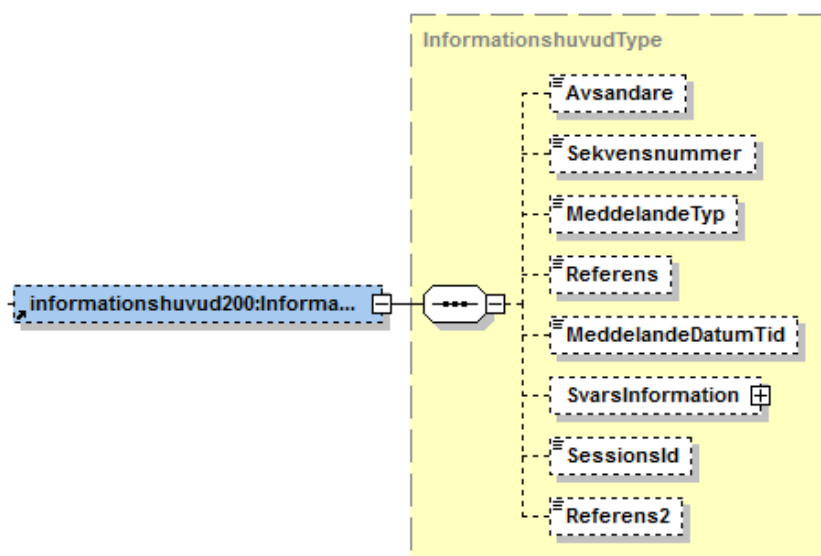 InformationshuvudType
Avsandare
Sekvensnummer
MeddelandeTyp
Referens
informationshuvud200:Informa...
MeddelandeDatumTid
SvarsInformation
SessionsId
Referens2